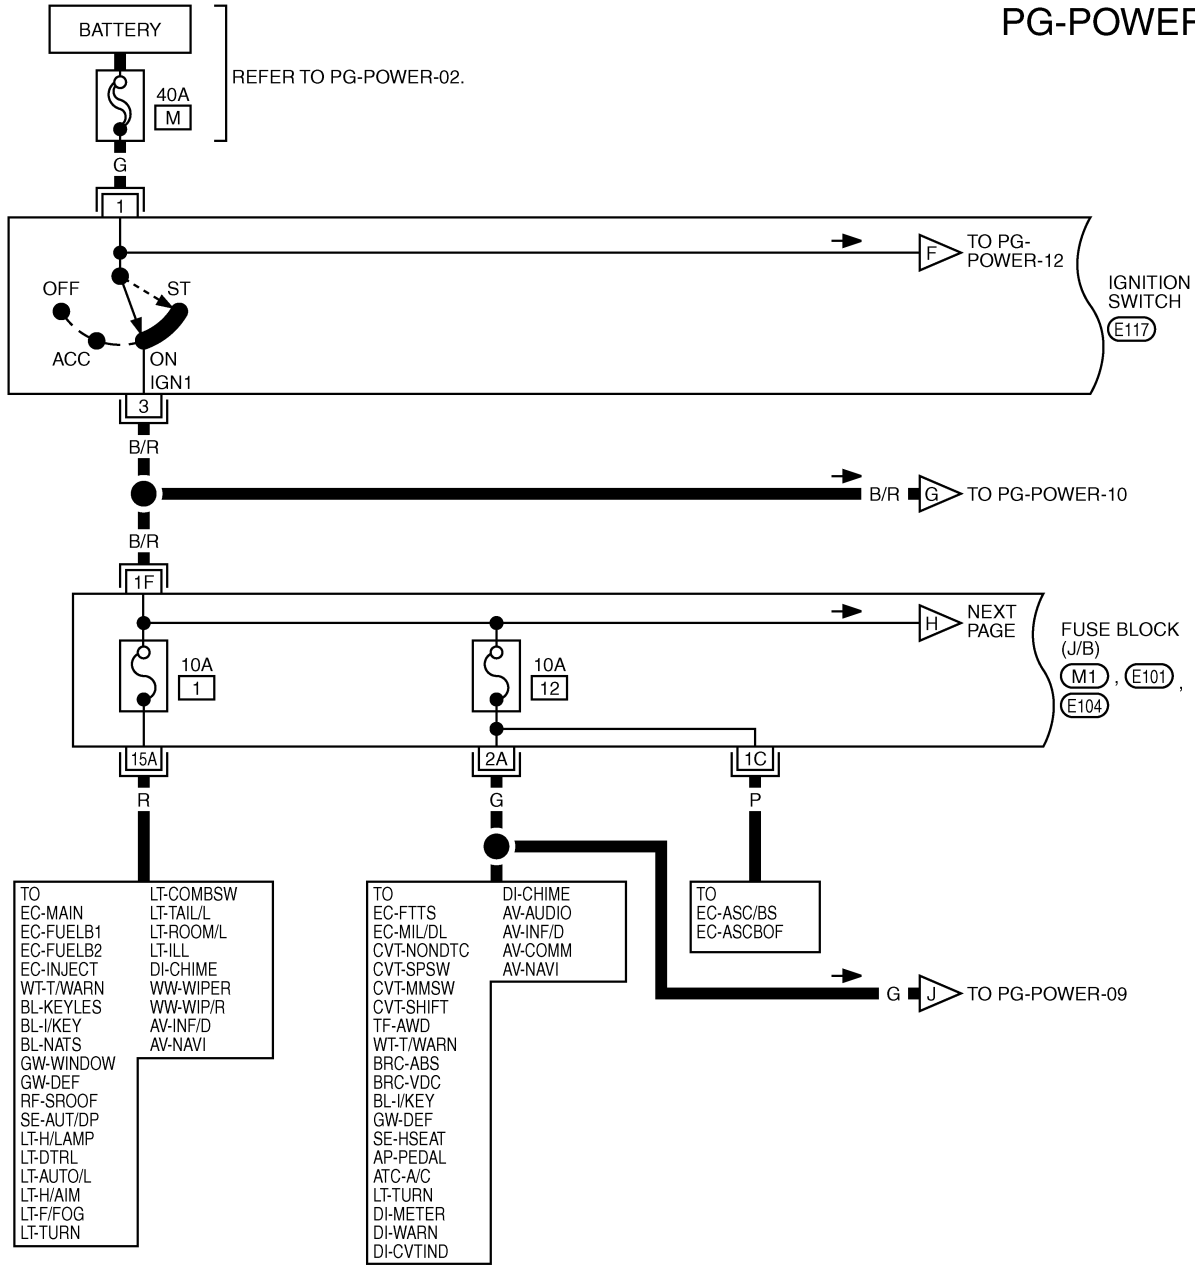 PG-POWER
BATTERY
REFER TO PG-POWER-02.
40A
M
G
1
F
TO PG-
POWER-12
OFF
ST
ACC
ON
IGN1
IGNITION
SWITCH
E117
3
B/R
B/R
G
TO PG-POWER-10
B/R
1F
H
NEXT
PAGE
10A
1
10A
12
FUSE BLOCK
(J/B)
M1 , E101 ,
E104
15A
2A
1C
R
G
P
TO
EC-MAIN
EC-FUELB1
EC-FUELB2
EC-INJECT
WT-T/WARN
BL-KEYLES
BL-I/KEY
BL-NATS
GW-WINDOW
GW-DEF
RF-SROOF
SE-AUT/DP
LT-H/LAMP
LT-DTRL
LT-AUTO/L
LT-H/AIM
LT-F/FOG
LT-TURN
LT-COMBSW
LT-TAIL/L
LT-ROOM/L
LT-ILL
DI-CHIME
WW-WIPER
WW-WIP/R
AV-INF/D
AV-NAVI
TO
EC-FTTS
EC-MIL/DL
CVT-NONDTC
CVT-SPSW
CVT-MMSW
CVT-SHIFT
TF-AWD
WT-T/WARN
BRC-ABS
BRC-VDC
BL-I/KEY
GW-DEF
SE-HSEAT
AP-PEDAL
ATC-A/C
LT-TURN
DI-METER
DI-WARN
DI-CVTIND
DI-CHIME
AV-AUDIO
AV-INF/D
AV-COMM
AV-NAVI
TO
EC-ASC/BS
EC-ASCBOF
G
J
TO PG-POWER-09